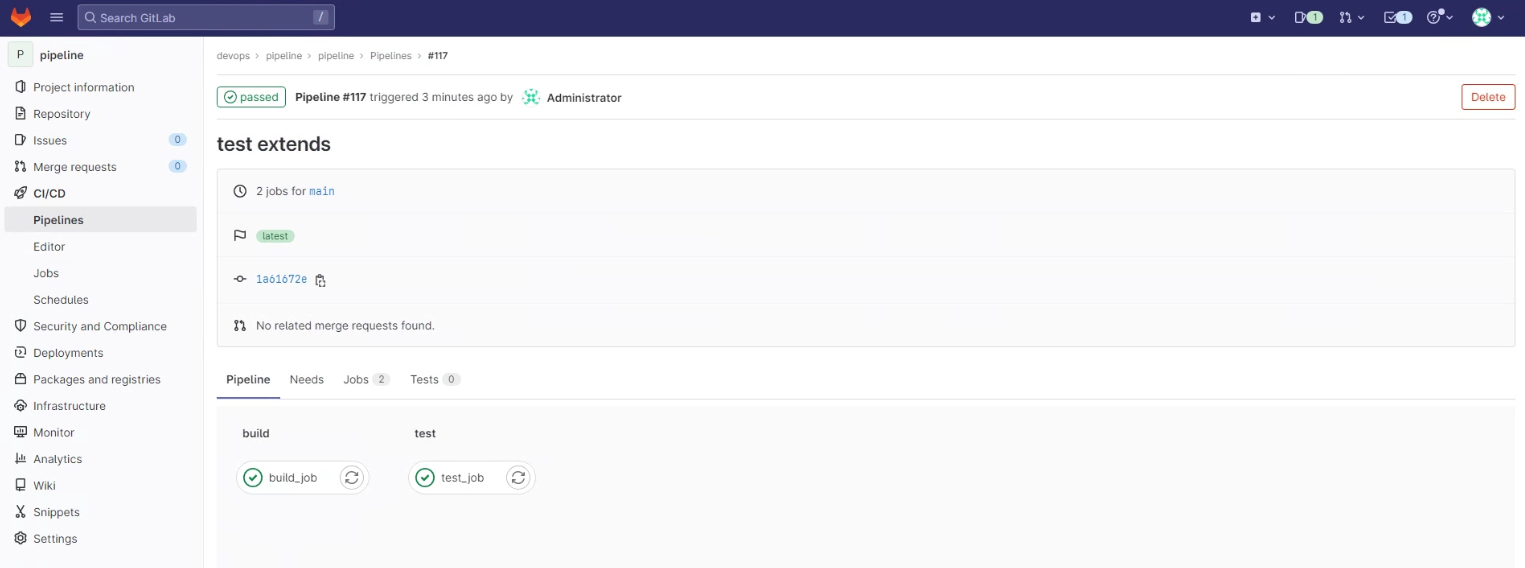 Search GitLab /
1 1
P pipeline
Project information
Repository
Issues 0
Merge requests 0
CI/CD
Pipelines
Editor
Jobs
Schedules
Security and Compliance
Deployments
Packages and registries
Infrastructure
Monitor
Analytics
Wiki
Snippets
Settings
devops › pipeline › pipeline › Pipelines › #117
passed Pipeline #117 triggered 3 minutes ago by Administrator Delete
test extends
2 jobs for main
latest
1a61672e
No related merge requests found.
Pipeline Needs Jobs 2 Tests 0
build test
build_job test_job